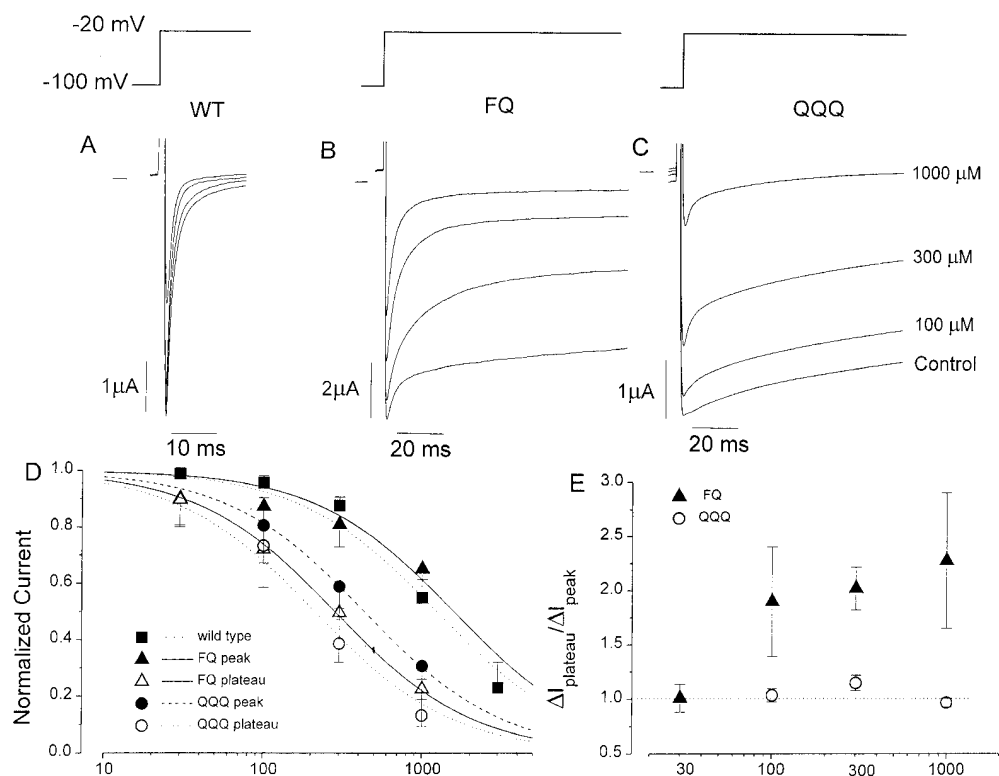 -20 mV
-100 mV
WT
FQ
QQQ
A
B
C
1000 μM
300 μM
100 μM
Control
1μA
2μA
1μA
10 ms
20 ms
20 ms
D
1.0
0.8
0.6
0.4
0.2
0.0
Normalized Current
wild type
FQ peak
FQ plateau
QQQ peak
QQQ plateau
10
100
1000
E
3.0
2.5
2.0
1.5
1.0
0.5
ΔIplateau/ΔIpeak
FQ
QQQ
30
100
300
1000